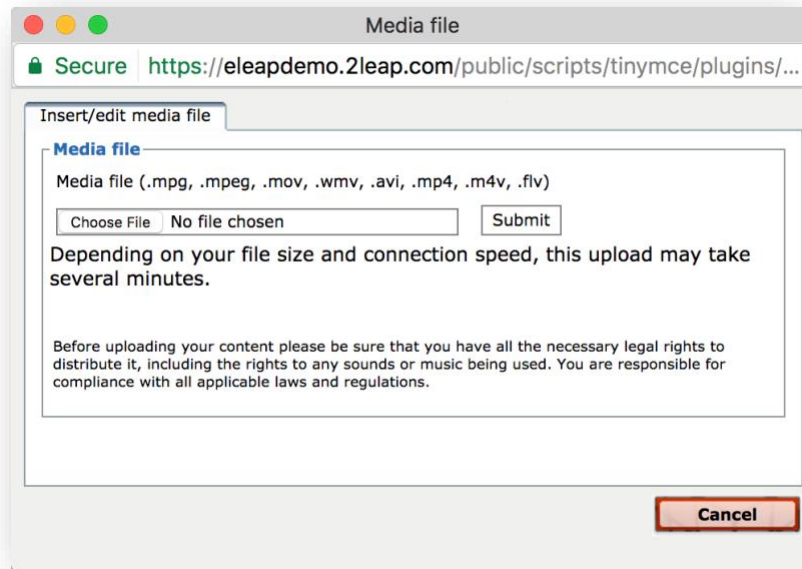 Media file
Secure https://eleapdemo.2leap.com/public/scripts/tinymce/plugins/...
Insert/edit media file
Media file
Media file (.mpg, .mpeg, .mov, .wmv, .avi, .mp4, .m4v, .flv)
Choose File No file chosen Submit
Depending on your file size and connection speed, this upload may take
several minutes.
Before uploading your content please be sure that you have all the necessary legal rights to
distribute it, including the rights to any sounds or music being used. You are responsible for
compliance with all applicable laws and regulations.
Cancel